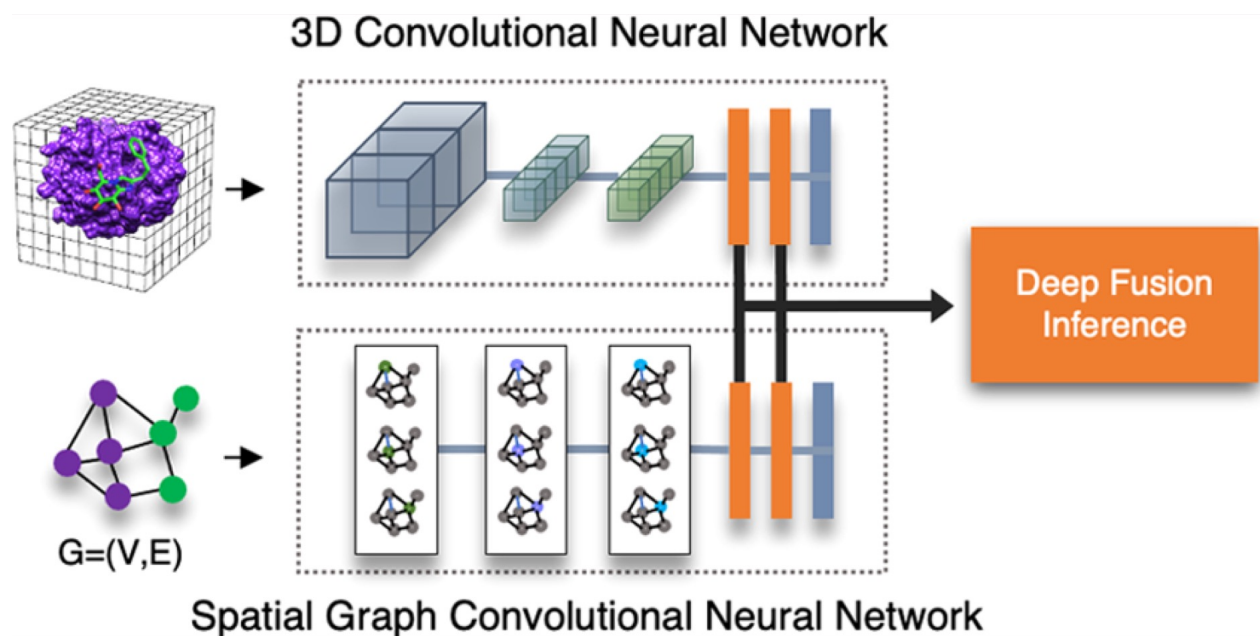 3D Convolutional Neural Network
Deep Fusion
Inference
G=(V,E)
Spatial Graph Convolutional Neural Network